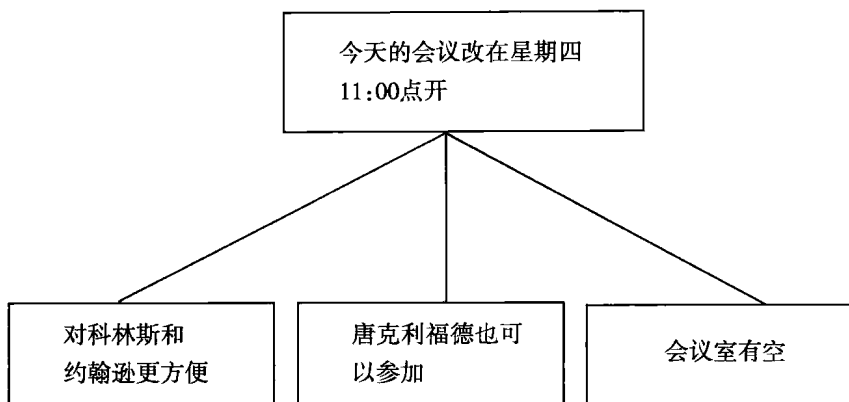 今天的会议改在星期四
11:00点开
对科林斯和
约翰逊更方便
唐克利福德也可
以参加
会议室有空